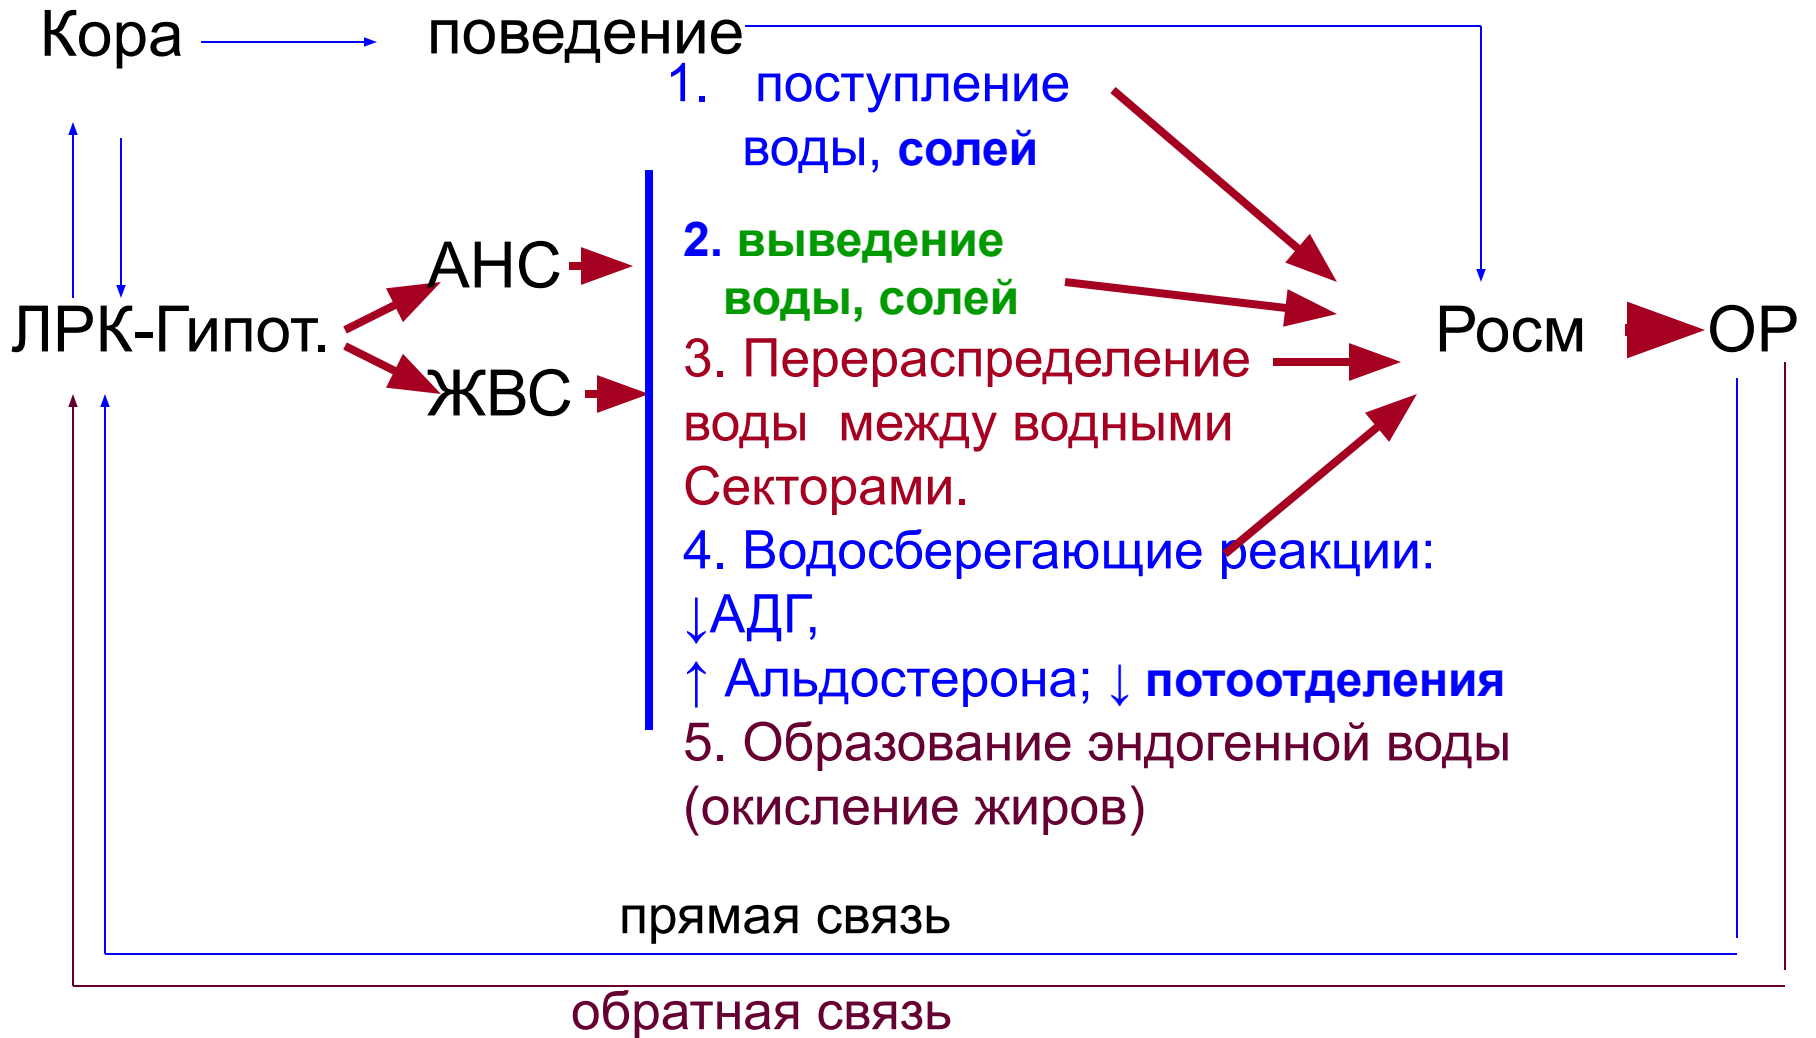 Кора
поведение
1. поступление
воды, солей
2. выведение
воды, солей
АНС
ЛРК-Гипот.
ЖВС
3. Перераспределение
воды между водными
Секторами.
4. Водосберегающие реакции:
↓АДГ,
↑ Альдостерона; ↓ потоотделения
5. Образование эндогенной воды
(окисление жиров)
Росм
ОР
прямая связь
обратная связь